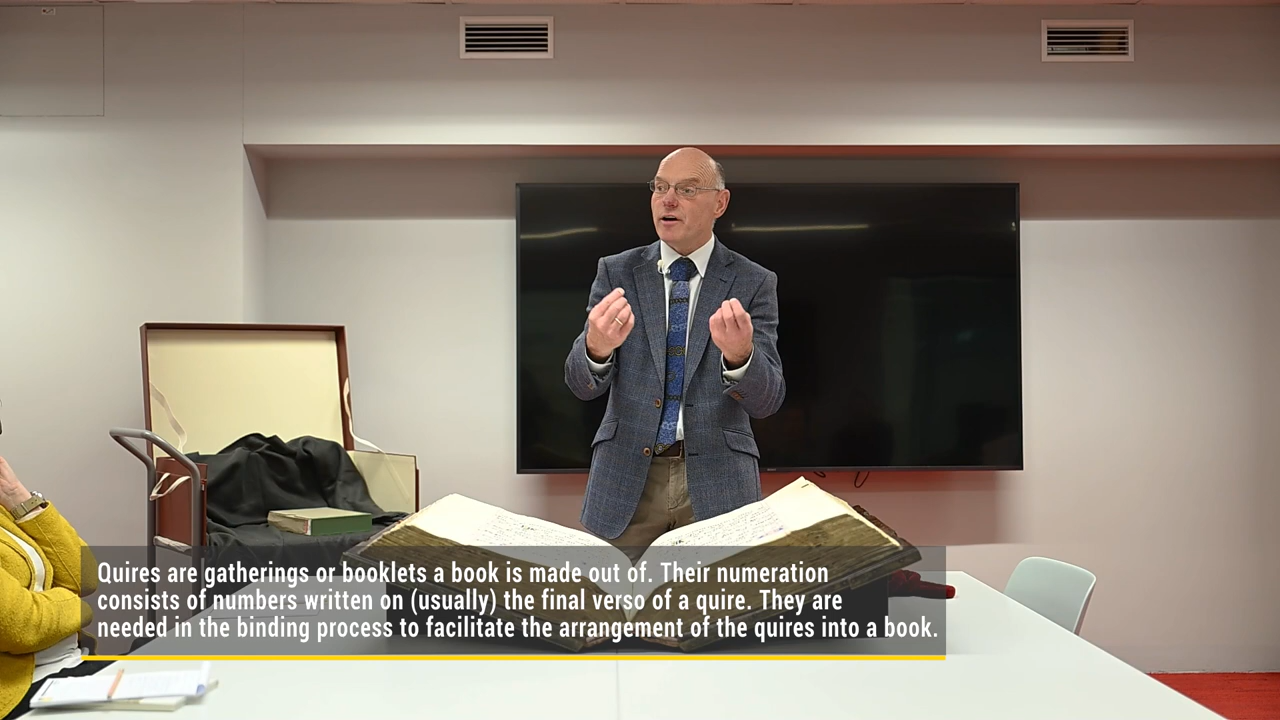 Quires are gatherings or booklets a book is made out of. Their numeration
consists of numbers written on (usually) the final verso of a quire. They are
needed in the binding process to facilitate the arrangement of the quires into a book.